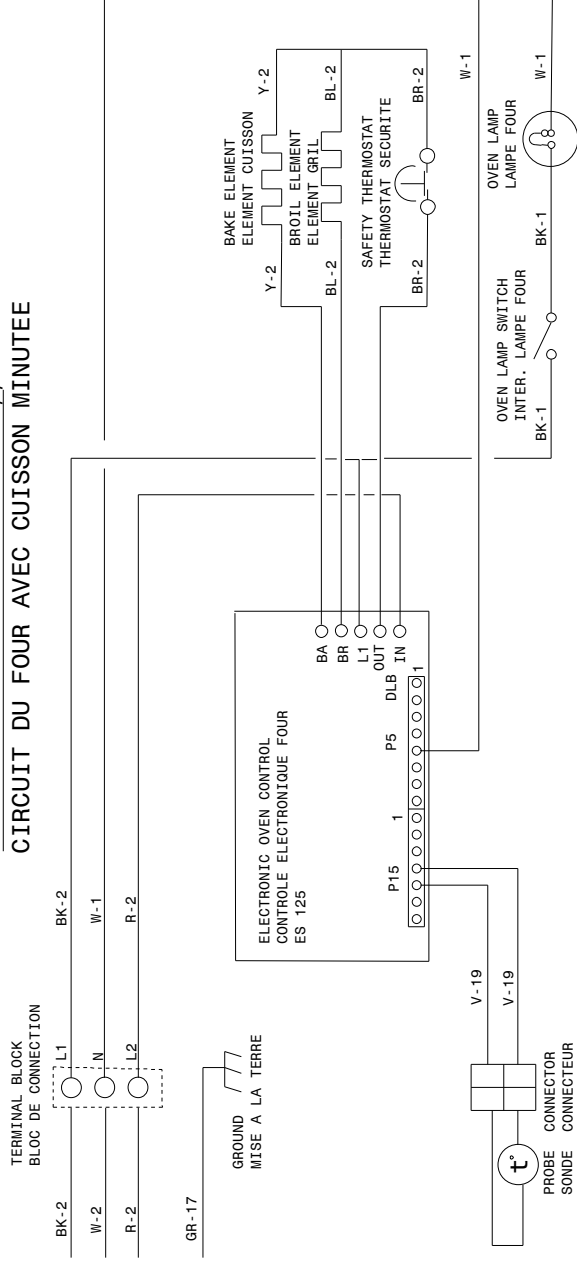 CIRCUIT DU FOUR AVEC CUISSON MINUTEE
TERMINAL BLOCK
BLOC DE CONNECTION
BK-2
L1
BK-2
W-2
N
W-1
R-2
L2
R-2
GR-17
GROUND
MISE A LA TERRE
ELECTRONIC OVEN CONTROL
CONTROLE ELECTRONIQUE FOUR
ES 125
BA
BR
L1
OUT
IN
DLB
P15
1
P5
1
V-19
V-19
PROBE
SONDE
CONNECTOR
CONNECTEUR
t°
BAKE ELEMENT
ELEMENT CUISSON
Y-2
Y-2
BROIL ELEMENT
ELEMENT GRIL
BL-2
BL-2
SAFETY THERMOSTAT
THERMOSTAT SECURITE
BR-2
BR-2
W-1
OVEN LAMP SWITCH
INTER. LAMPE FOUR
BK-1
BK-1
OVEN LAMP
LAMPE FOUR
W-1